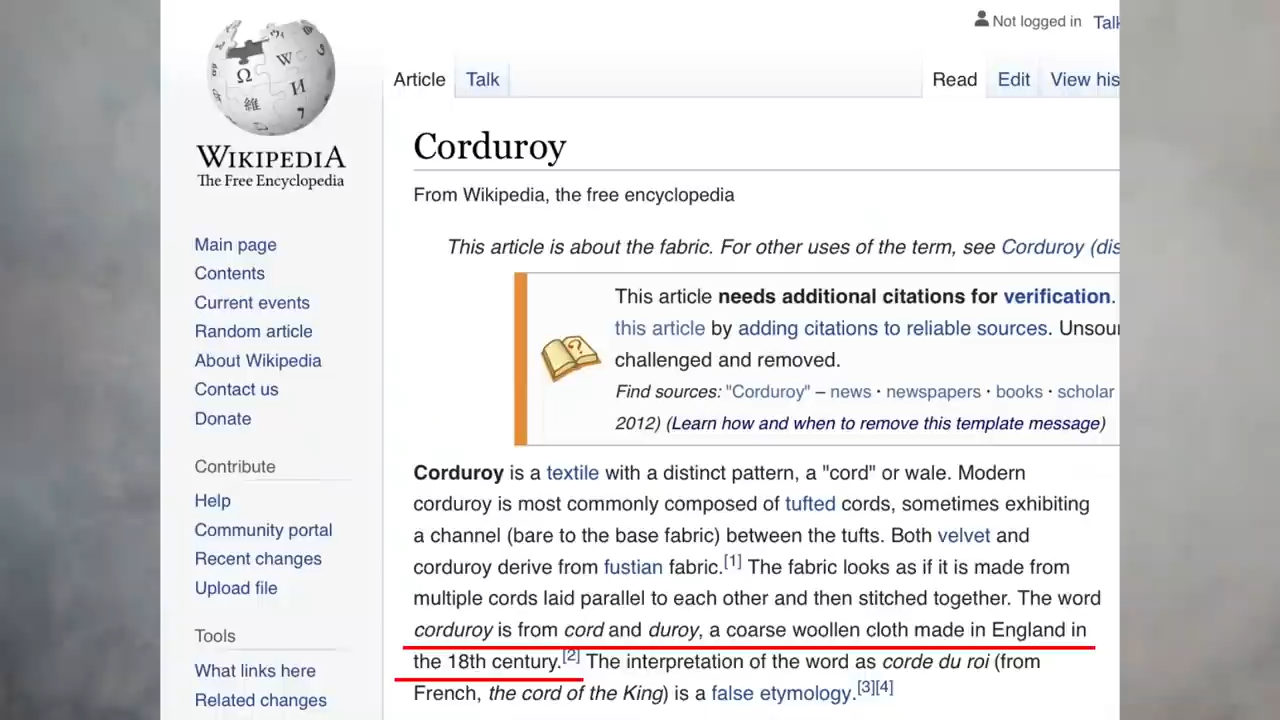 Not logged in Talk
Article Talk Read Edit View his
WIKIPEDIA
The Free Encyclopedia
Corduroy
From Wikipedia, the free encyclopedia
Main page
Contents
Current events
Random article
About Wikipedia
Contact us
Donate
Contribute
Help
Community portal
Recent changes
Upload file
Tools
What links here
Related changes
This article is about the fabric. For other uses of the term, see Corduroy (dis
This article needs additional citations for verification.
this article by adding citations to reliable sources. Unsour
challenged and removed.
Find sources: "Corduroy" – news · newspapers · books · scholar
2012) (Learn how and when to remove this template message)
Corduroy is a textile with a distinct pattern, a "cord" or wale. Modern
corduroy is most commonly composed of tufted cords, sometimes exhibiting
a channel (bare to the base fabric) between the tufts. Both velvet and
corduroy derive from fustian fabric.[1] The fabric looks as if it is made from
multiple cords laid parallel to each other and then stitched together. The word
corduroy is from cord and duroy, a coarse woollen cloth made in England in
the 18th century.[2] The interpretation of the word as corde du roi (from
French, the cord of the King) is a false etymology.[3][4]